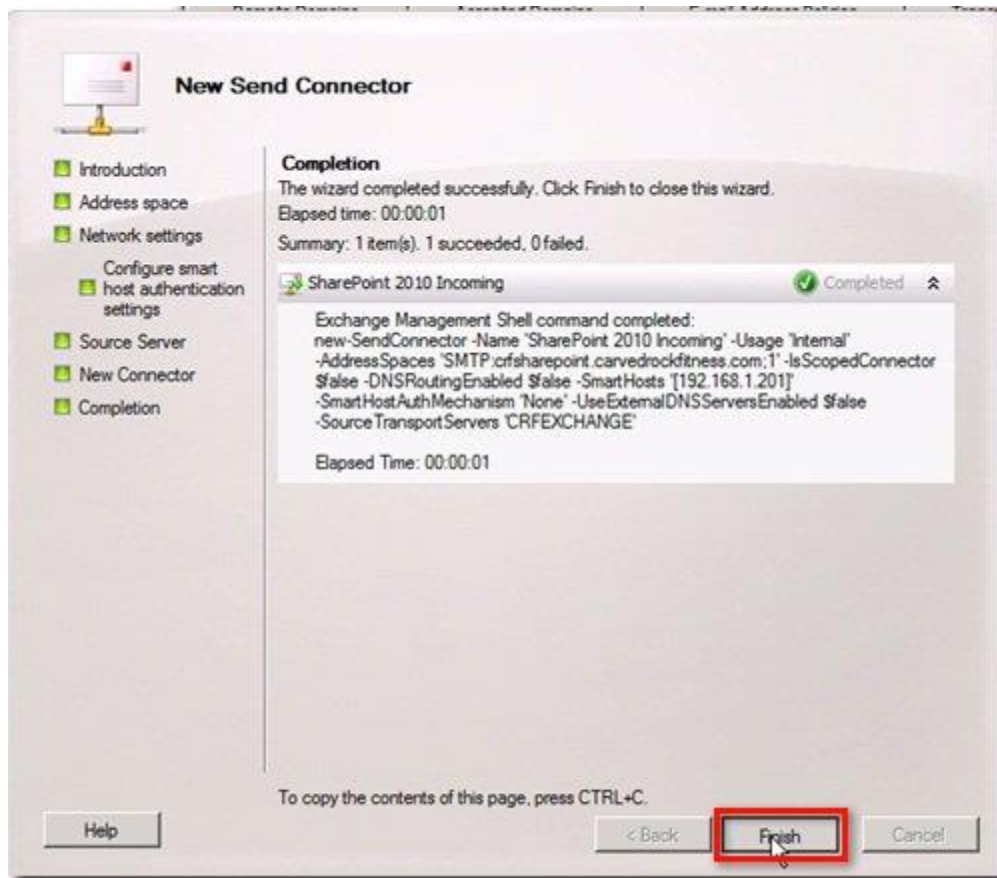 New Send Connector
Introduction
Address space
Network settings
Configure smart
host authentication
settings
Source Server
New Connector
Completion
Completion
The wizard completed successfully. Click Finish to close this wizard.
Elapsed time: 00:00:01
Summary: 1 item(s). 1 succeeded, 0 failed.
SharePoint 2010 Incoming
Completed
Exchange Management Shell command completed:
new-SendConnector -Name 'SharePoint 2010 Incoming' -Usage 'Internal'
-AddressSpaces 'SMTP:crfsharepoint.carvedrockfitness.com;1' -IsScopedConnector
$false -DNSRoutingEnabled $false -SmartHosts '[192.168.1.201]'
-SmartHostAuthMechanism 'None' -UseExternalDNSServersEnabled $false
-SourceTransportServers 'CRFEXCHANGE'
Elapsed Time: 00:00:01
To copy the contents of this page, press CTRL+C.
Help
< Back
Finish
Cancel